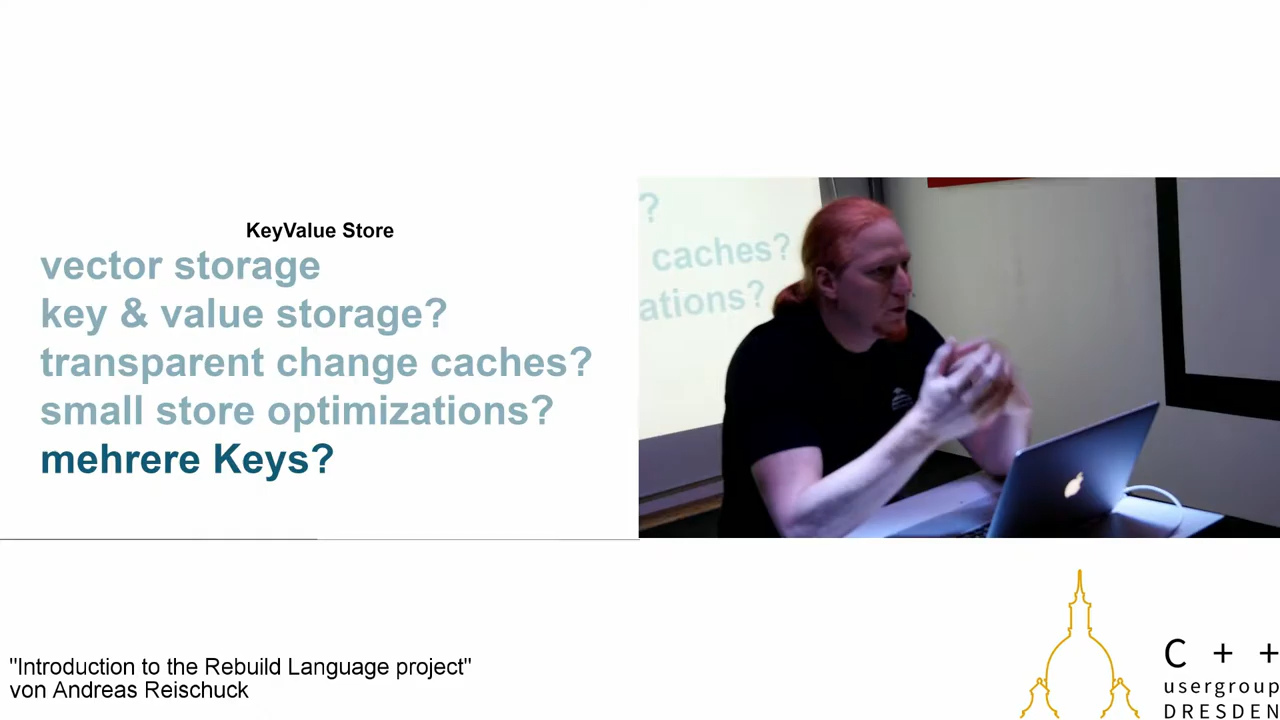 KeyValue Store
vector storage
key & value storage?
transparent change caches?
small store optimizations?
mehrere Keys?
?
caches?
ations?
"Introduction to the Rebuild Language project"
von Andreas Reischuck
C + +
usergroup
DRESDEN